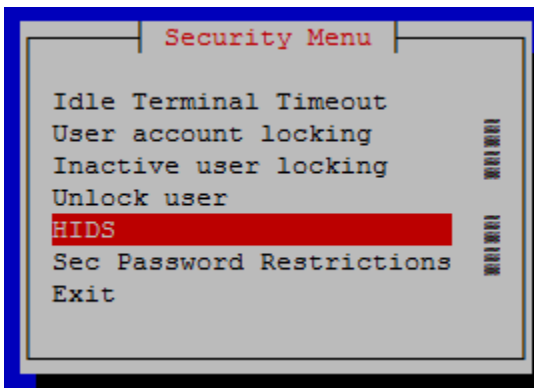 Security Menu
Idle Terminal Timeout
User account locking
Inactive user locking
Unlock user
HIDS
Sec Password Restrictions
Exit